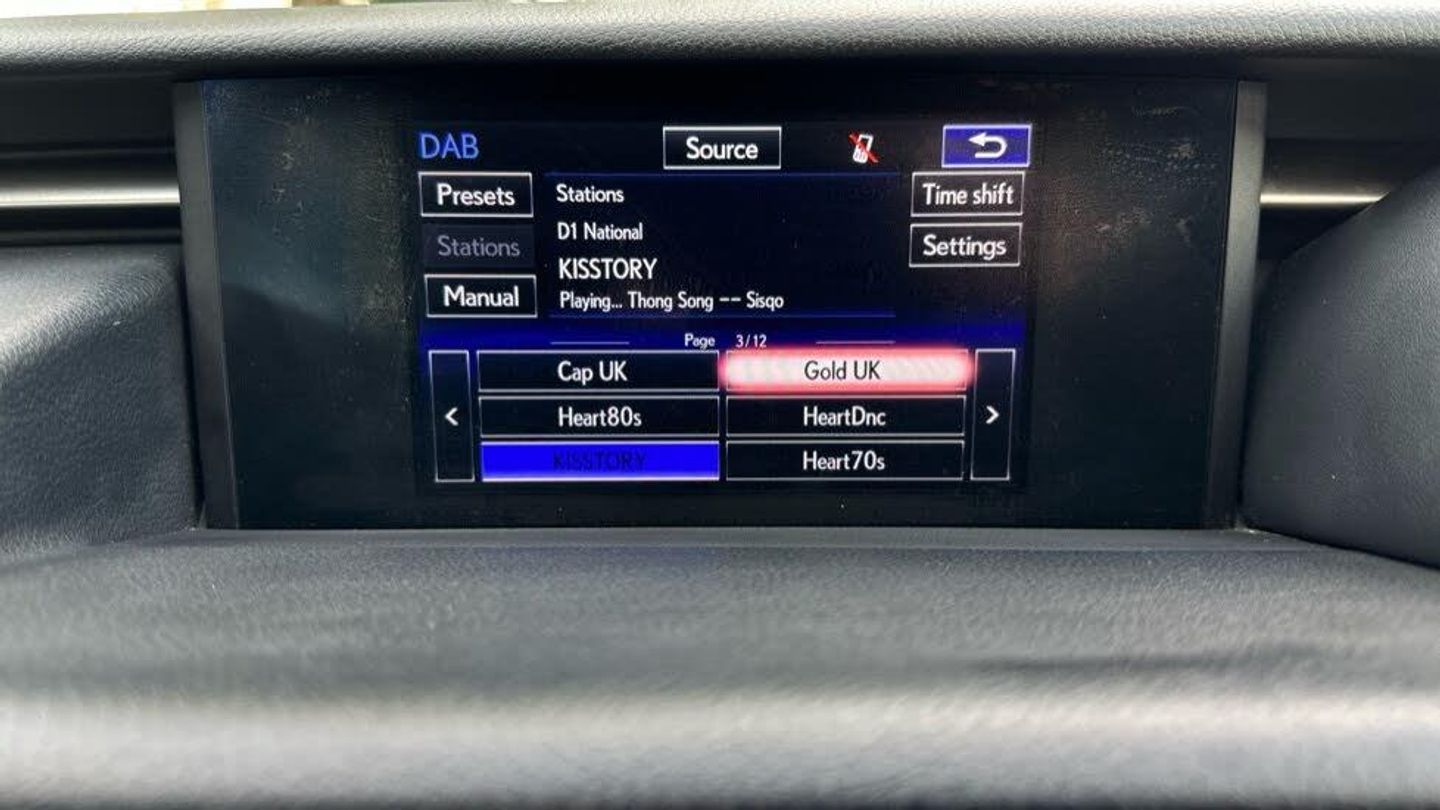 DAB
Source
Presets
Stations
Time shift
Stations
D1 National
Settings
KISSTORY
Manual
Playing... Thong Song -- Sisqo
Page 3/12
Cap UK
Gold UK
<
Heart80s
HeartDnc
>
KISSTORY
Heart70s